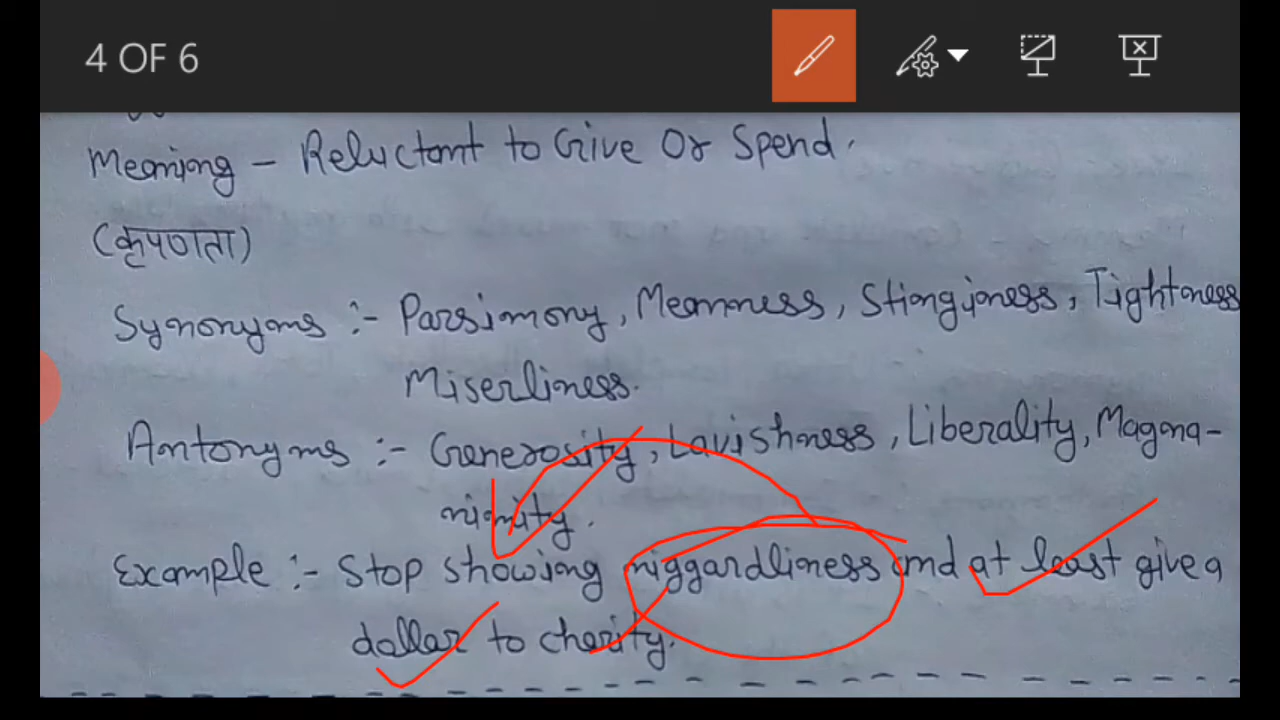 4 OF 6
Meaning - Reluctant to Give Or Spend.
(कृपणता)
Synonyms :- Parsimony, Meanness, Stinginess, Tightness
Miserliness.
Antonyms :- Generosity, Lavishness, Liberality, Magna-
nimity.
Example :- Stop showing niggardliness and at least give a
dollar to cherity.